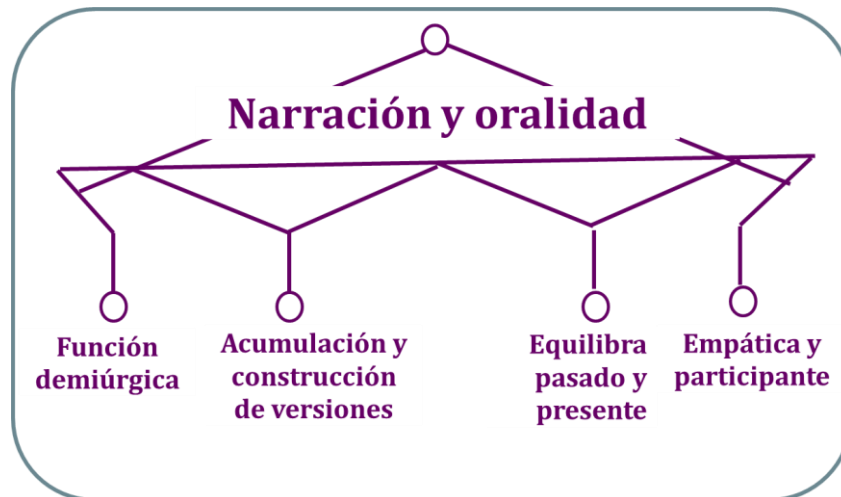 Narración y oralidad
Función
demiúrgica
Acumulación y
construcción
de versiones
Equilibra
pasado y
presente
Empática y
participante